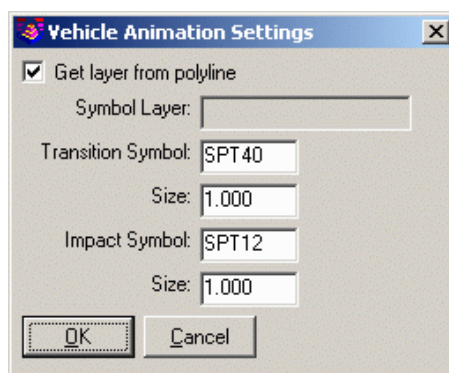 Vehicle Animation Settings
Get layer from polyline
Symbol Layer:
Transition Symbol: SPT40
Size: 1.000
Impact Symbol: SPT12
Size: 1.000
OK Cancel